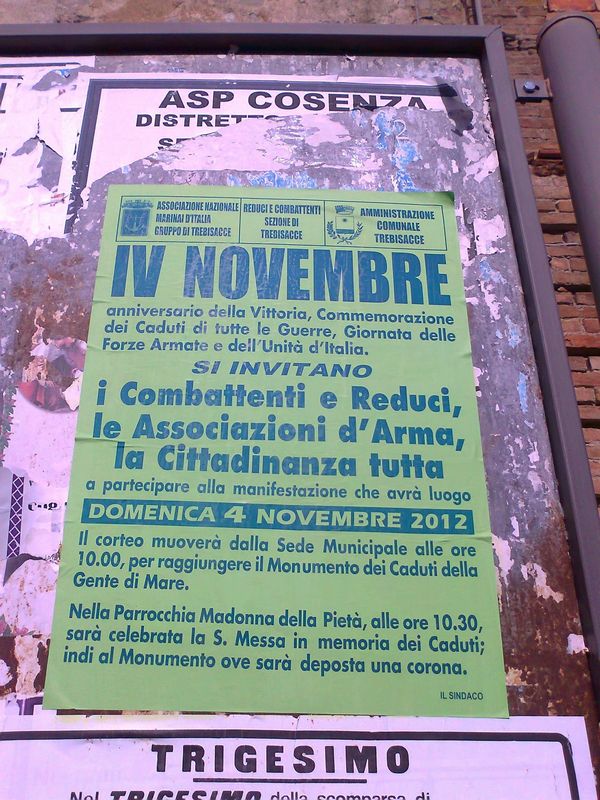 ASP COSENZA
DISTRETTO
ASSOCIAZIONE NAZIONALE
MARINAI D'ITALIA
GRUPPO DI TREBISACCE
REDUCI E COMBATTENTI
SEZIONE DI
TREDISACCE
AMMINISTRAZIONE
COMUNALE
TREBISACCE
IV NOVEMBRE
anniversario della Vittoria, Commemorazione
dei Caduti di tutte le Guerre, Giornata delle
Forze Armate e dell'Unità d'Italia.
SI INVITANO
i Combattenti e Reduci,
le Associazioni d'Arma,
la Cittadinanza tutta
a partecipare alla manifestazione che avrà luogo
DOMENICA 4 NOVEMBRE 2012
Il corteo muoverà dalla Sede Municipale alle ore
10.00, per raggiungere il Monumento dei Caduti della
Gente di Mare.
Nella Parrocchia Madonna della Pietà, alle ore 10.30,
sarà celebrata la S. Messa in memoria dei Caduti;
indi al Monumento ove sarà deposta una corona.
IL SINDACO
TRIGESIMO
Nel TRIGESIMO della scomparsa di